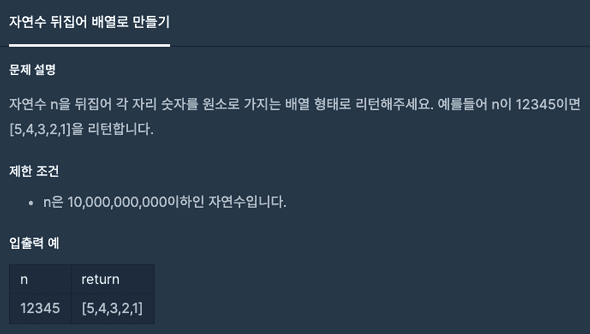 자연수 뒤집어 배열로 만들기
문제 설명
자연수 n을 뒤집어 각 자리 숫자를 원소로 가지는 배열 형태로 리턴해주세요. 예를들어 n이 12345이면
[5,4,3,2,1]을 리턴합니다.
제한 조건
• n은 10,000,000,000이하인 자연수입니다.
입출력 예
n return
12345 [5,4,3,2,1]